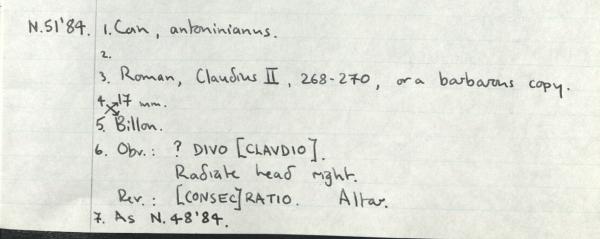 N.51'84. 1. Coin, antoninianus.
2.
3. Roman, Claudius II, 268-270, or a barbarous copy.
4. 17 mm.
5. Billon.
6. Obv.: ? DIVO [CLAVDIO].
Radiate head right.
Rev.: [CONSEC]RATIO. Altar.
7. As N.48'84.